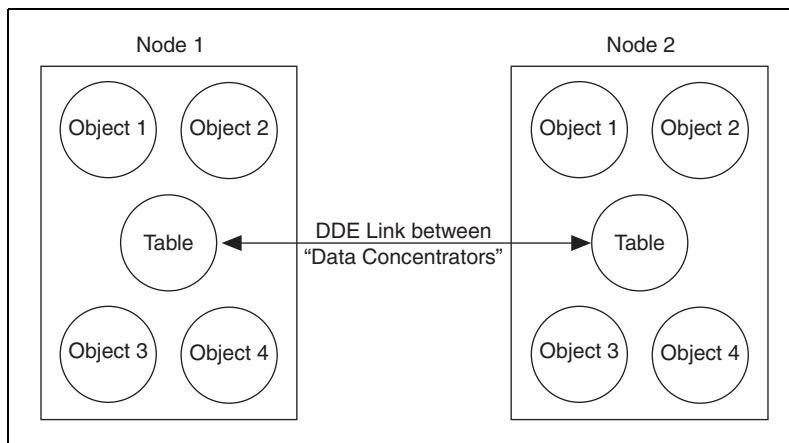 Node 1
Node 2
Object 1
Object 2
Object 1
Object 2
Table
DDE Link between
“Data Concentrators”
Table
Object 3
Object 4
Object 3
Object 4